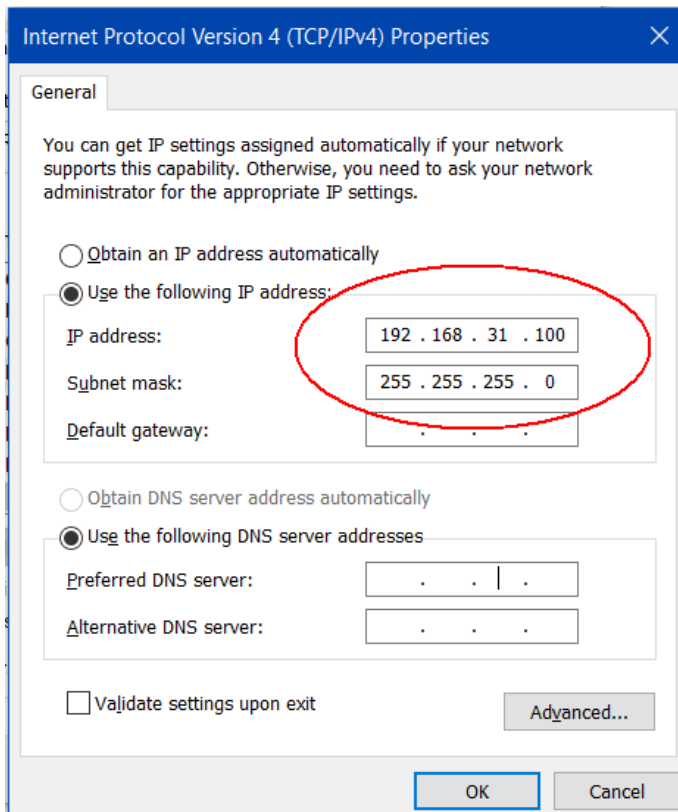 Internet Protocol Version 4 (TCP/IPv4) Properties
General
You can get IP settings assigned automatically if your network
supports this capability. Otherwise, you need to ask your network
administrator for the appropriate IP settings.
Obtain an IP address automatically
Use the following IP address:
IP address: 192 . 168 . 31 . 100
Subnet mask: 255 . 255 . 255 . 0
Default gateway: . . .
Obtain DNS server address automatically
Use the following DNS server addresses
Preferred DNS server: . . .
Alternative DNS server: . . .
Validate settings upon exit
Advanced...
OK Cancel